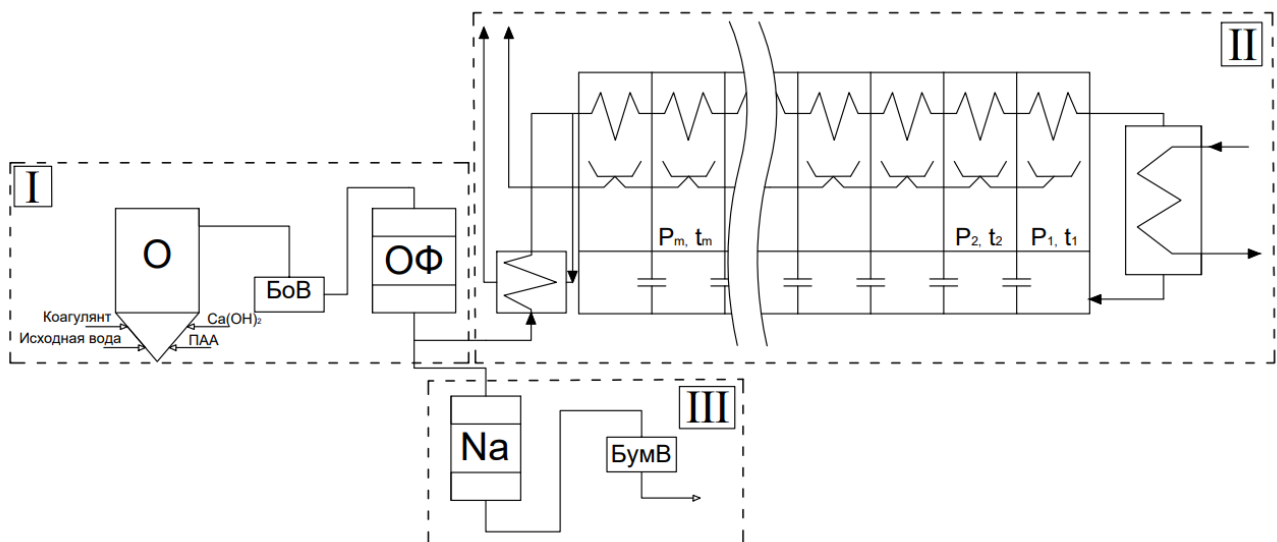 I
О
БоВ
ОФ
Коагулянт
Ca(OH)₂
Исходная вода
ПАА
II
Pm, tm
P2, t2
P1, t1
III
Na
БумВ